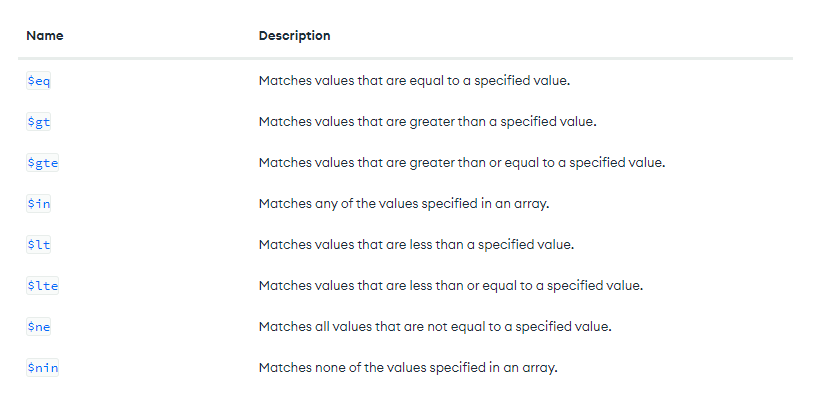 Name Description
$eq Matches values that are equal to a specified value.
$gt Matches values that are greater than a specified value.
$gte Matches values that are greater than or equal to a specified value.
$in Matches any of the values specified in an array.
$lt Matches values that are less than a specified value.
$lte Matches values that are less than or equal to a specified value.
$ne Matches all values that are not equal to a specified value.
$nin Matches none of the values specified in an array.